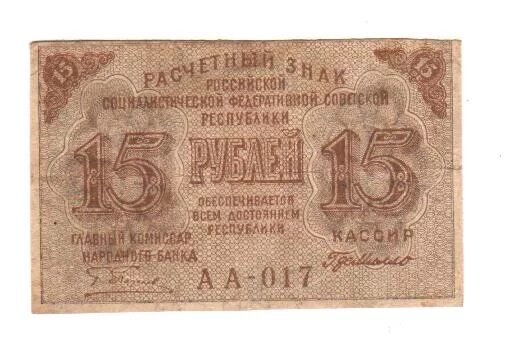 15 15
РАСЧЕТНЫЙ ЗНАК
РОССИЙСКОЙ
СОЦИАЛИСТИЧЕСКОЙ ФЕДЕРАТИВНОЙ СОВЕТСКОЙ
РЕСПУБЛИКИ
15 РУБЛЕЙ 15
ОБЕСПЕЧИВАЕТСЯ
ВСЕМ ДОСТОЯНИЕМ
РЕСПУБЛИКИ
ГЛАВНЫЙ КОМИССАР
НАРОДНОГО БАНКА
КАССИР
АА-017